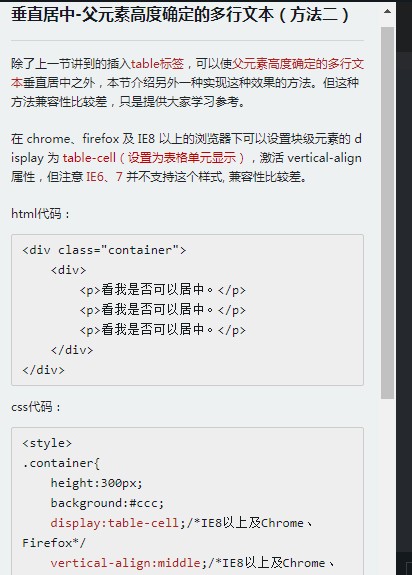 垂直居中-父元素高度确定的多行文本（方法二）
除了上一节讲到的插入table标签，可以使父元素高度确定的多行文
本垂直居中之外，本节介绍另外一种实现这种效果的方法。但这种
方法兼容性比较差，只是提供大家学习参考。
在 chrome、firefox 及 IE8 以上的浏览器下可以设置块级元素的 d
isplay 为 table-cell（设置为表格单元显示），激活 vertical-align
属性，但注意 IE6、7 并不支持这个样式, 兼容性比较差。
html代码：
<div class="container">
    <div>
        <p>看我是否可以居中。</p>
        <p>看我是否可以居中。</p>
        <p>看我是否可以居中。</p>
    </div>
</div>
css代码：
<style>
.container{
    height:300px;
    background:#ccc;
    display:table-cell;/*IE8以上及Chrome、
Firefox*/
    vertical-align:middle;/*IE8以上及Chrome、